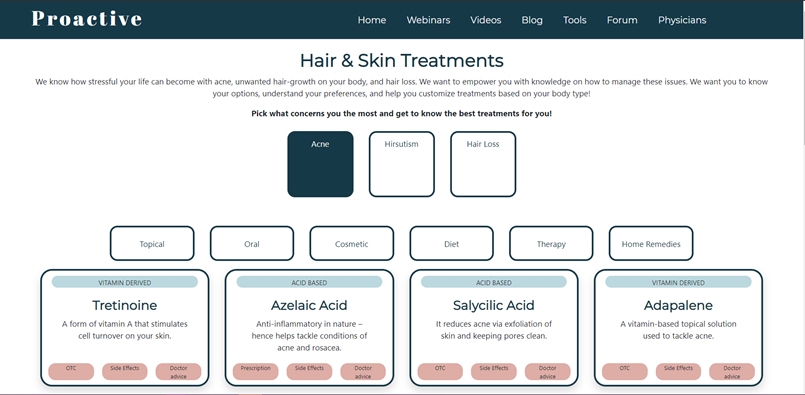 Proactive
Home Webinars Videos Blog Tools Forum Physicians
Hair & Skin Treatments
We know how stressful your life can become with acne, unwanted hair-growth on your body, and hair loss. We want to empower you with knowledge on how to manage these issues. We want you to know
your options, understand your preferences, and help you customize treatments based on your body type!
Pick what concerns you the most and get to know the best treatments for you!
Acne Hirsutism Hair Loss
Topical Oral Cosmetic Diet Therapy Home Remedies
VITAMIN DERIVED
Tretinoine
A form of vitamin A that stimulates
cell turnover on your skin.
OTC Side Effects Doctor
advice
ACID BASED
Azelaic Acid
Anti-inflammatory in nature –
hence helps tackle conditions of
acne and rosacea.
Prescription Side Effects Doctor
advice
ACID BASED
Salycilic Acid
It reduces acne via exfoliation of
skin and keeping pores clean.
OTC Side Effects Doctor
advice
VITAMIN DERIVED
Adapalene
A vitamin-based topical solution
used to tackle acne.
OTC Side Effects Doctor
advice